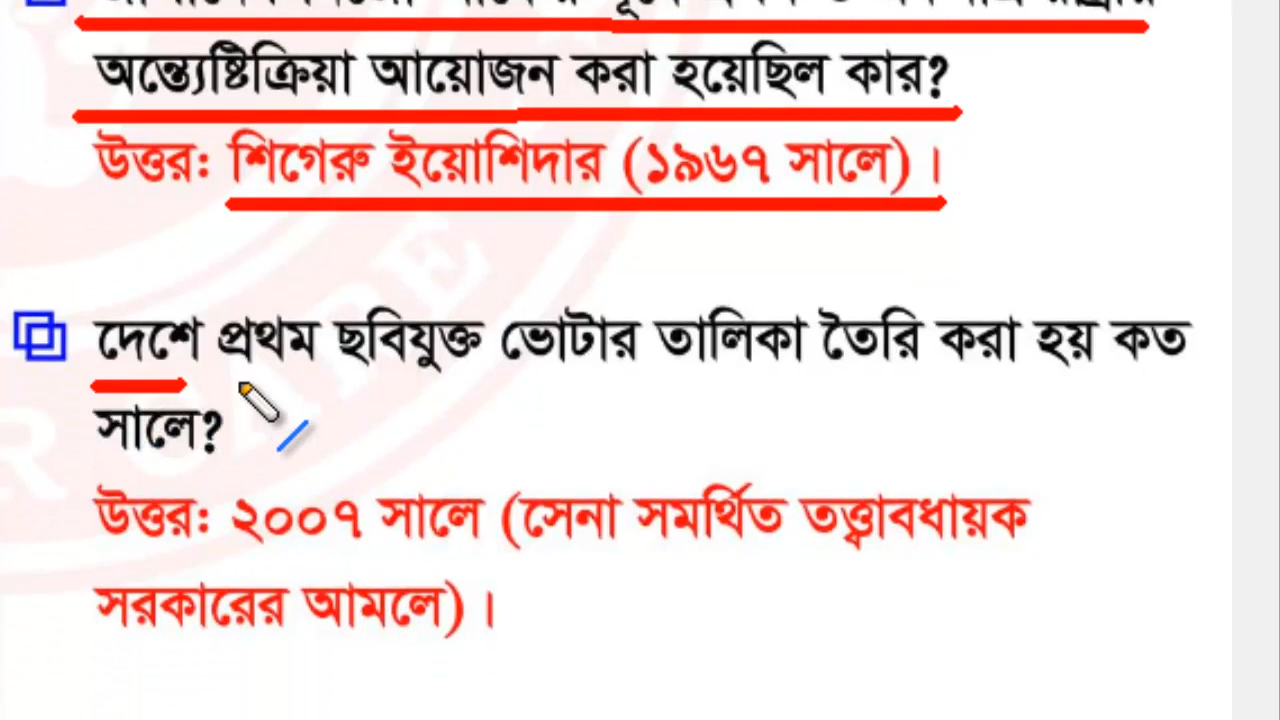 অন্ত্যেষ্টিক্রিয়া আয়োজন করা হয়েছিল কার?
উত্তর: শিগেরু ইয়োশিদার (১৯৬৭ সালে)।
দেশে প্রথম ছবিযুক্ত ভোটার তালিকা তৈরি করা হয় কত
সালে?
উত্তর: ২০০৭ সালে (সেনা সমর্থিত তত্ত্বাবধায়ক
সরকারের আমলে)।